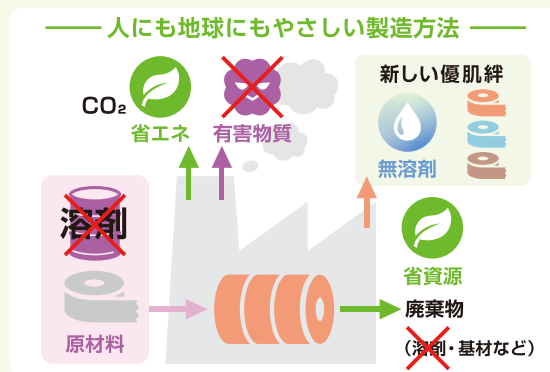 人にも地球にもやさしい製造方法
CO₂
省エネ
有害物質
新しい優肌絆
無溶剤
溶剤
原材料
省資源
廃棄物
(溶剤・基材など)